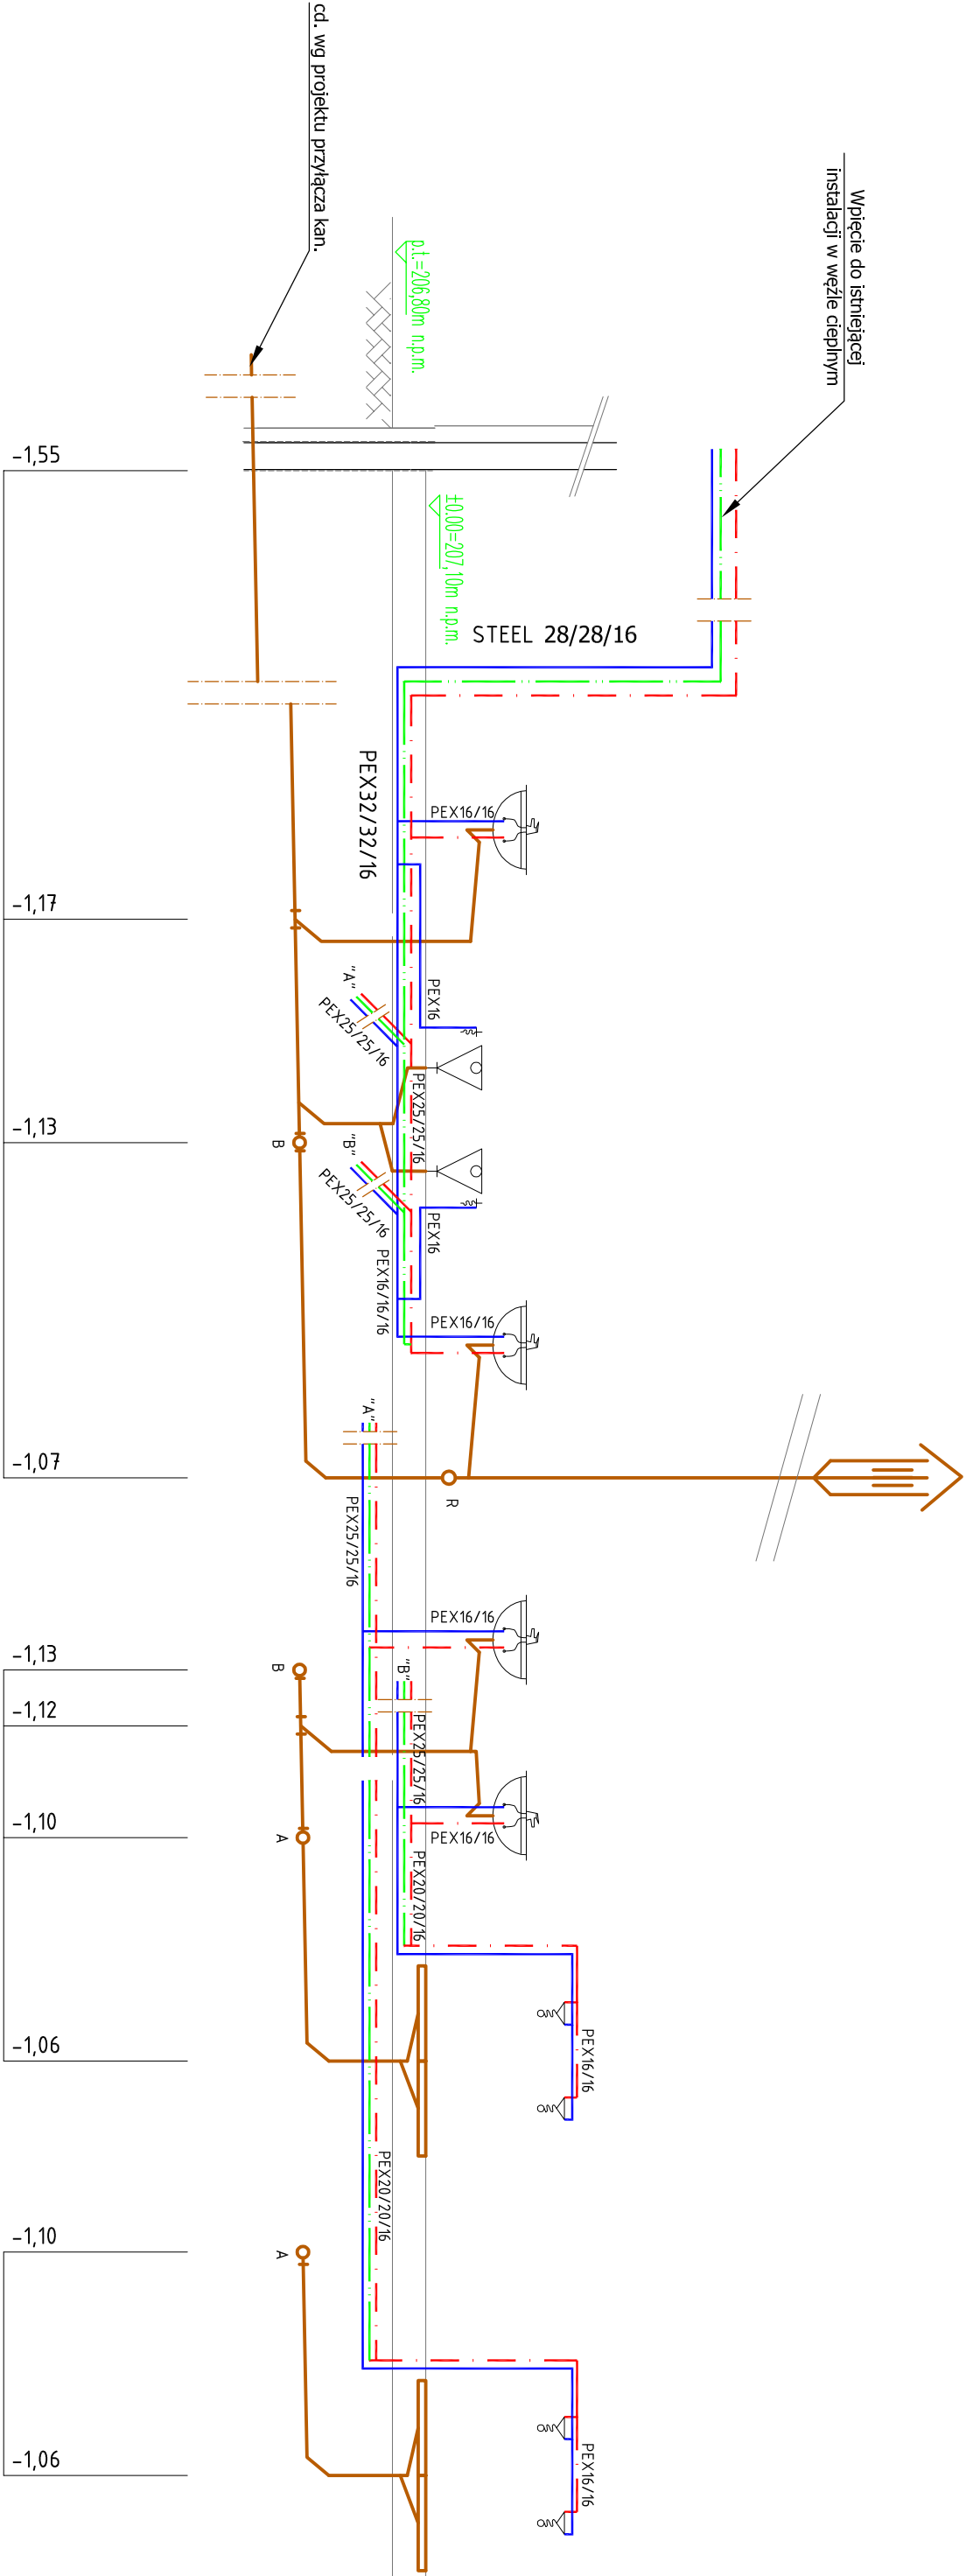 cd. wg projektu przyłącza kan.
Wpięcie do istniejącej
instalacji w węźle cieplnym
p.t.=206,80m n.p.m.
-1,55
±0.00=207,10m n.p.m.
STEEL 28/28/16
PEX32/32/16
PEX16/16
-1,17
"A"
PEX25/25/16
PEX16
PEX25/25/16
-1,13
B
"B"
PEX25/25/16
PEX16
PEX16/16/16
PEX16/16
"A"
-1,07
R
PEX25/25/16
PEX16/16
-1,13
B
"B"
-1,12
PEX25/25/16
-1,10
A
PEX16/16
PEX20/20/16
-1,06
PEX16/16
PEX20/20/16
-1,10
A
-1,06
PEX16/16